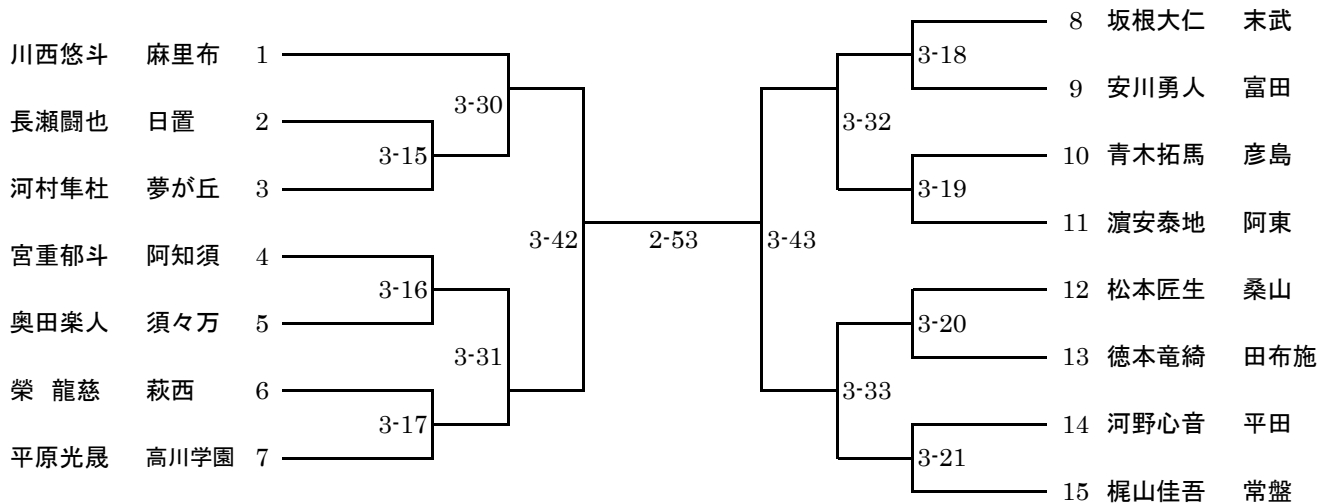 川西悠斗 麻里布 1
長瀬闘也 日置 2
河村隼杜 夢が丘 3
宮重郁斗 阿知須 4
奥田楽人 須々万 5
榮 龍慈 萩西 6
平原光晟 高川学園 7
3-15
3-16
3-17
3-30
3-31
3-42
2-53
3-43
3-32
3-33
3-18
3-19
3-20
3-21
8 坂根大仁 末武
9 安川勇人 富田
10 青木拓馬 彦島
11 濵安泰地 阿東
12 松本匠生 桑山
13 徳本竜綺 田布施
14 河野心音 平田
15 梶山佳吾 常盤